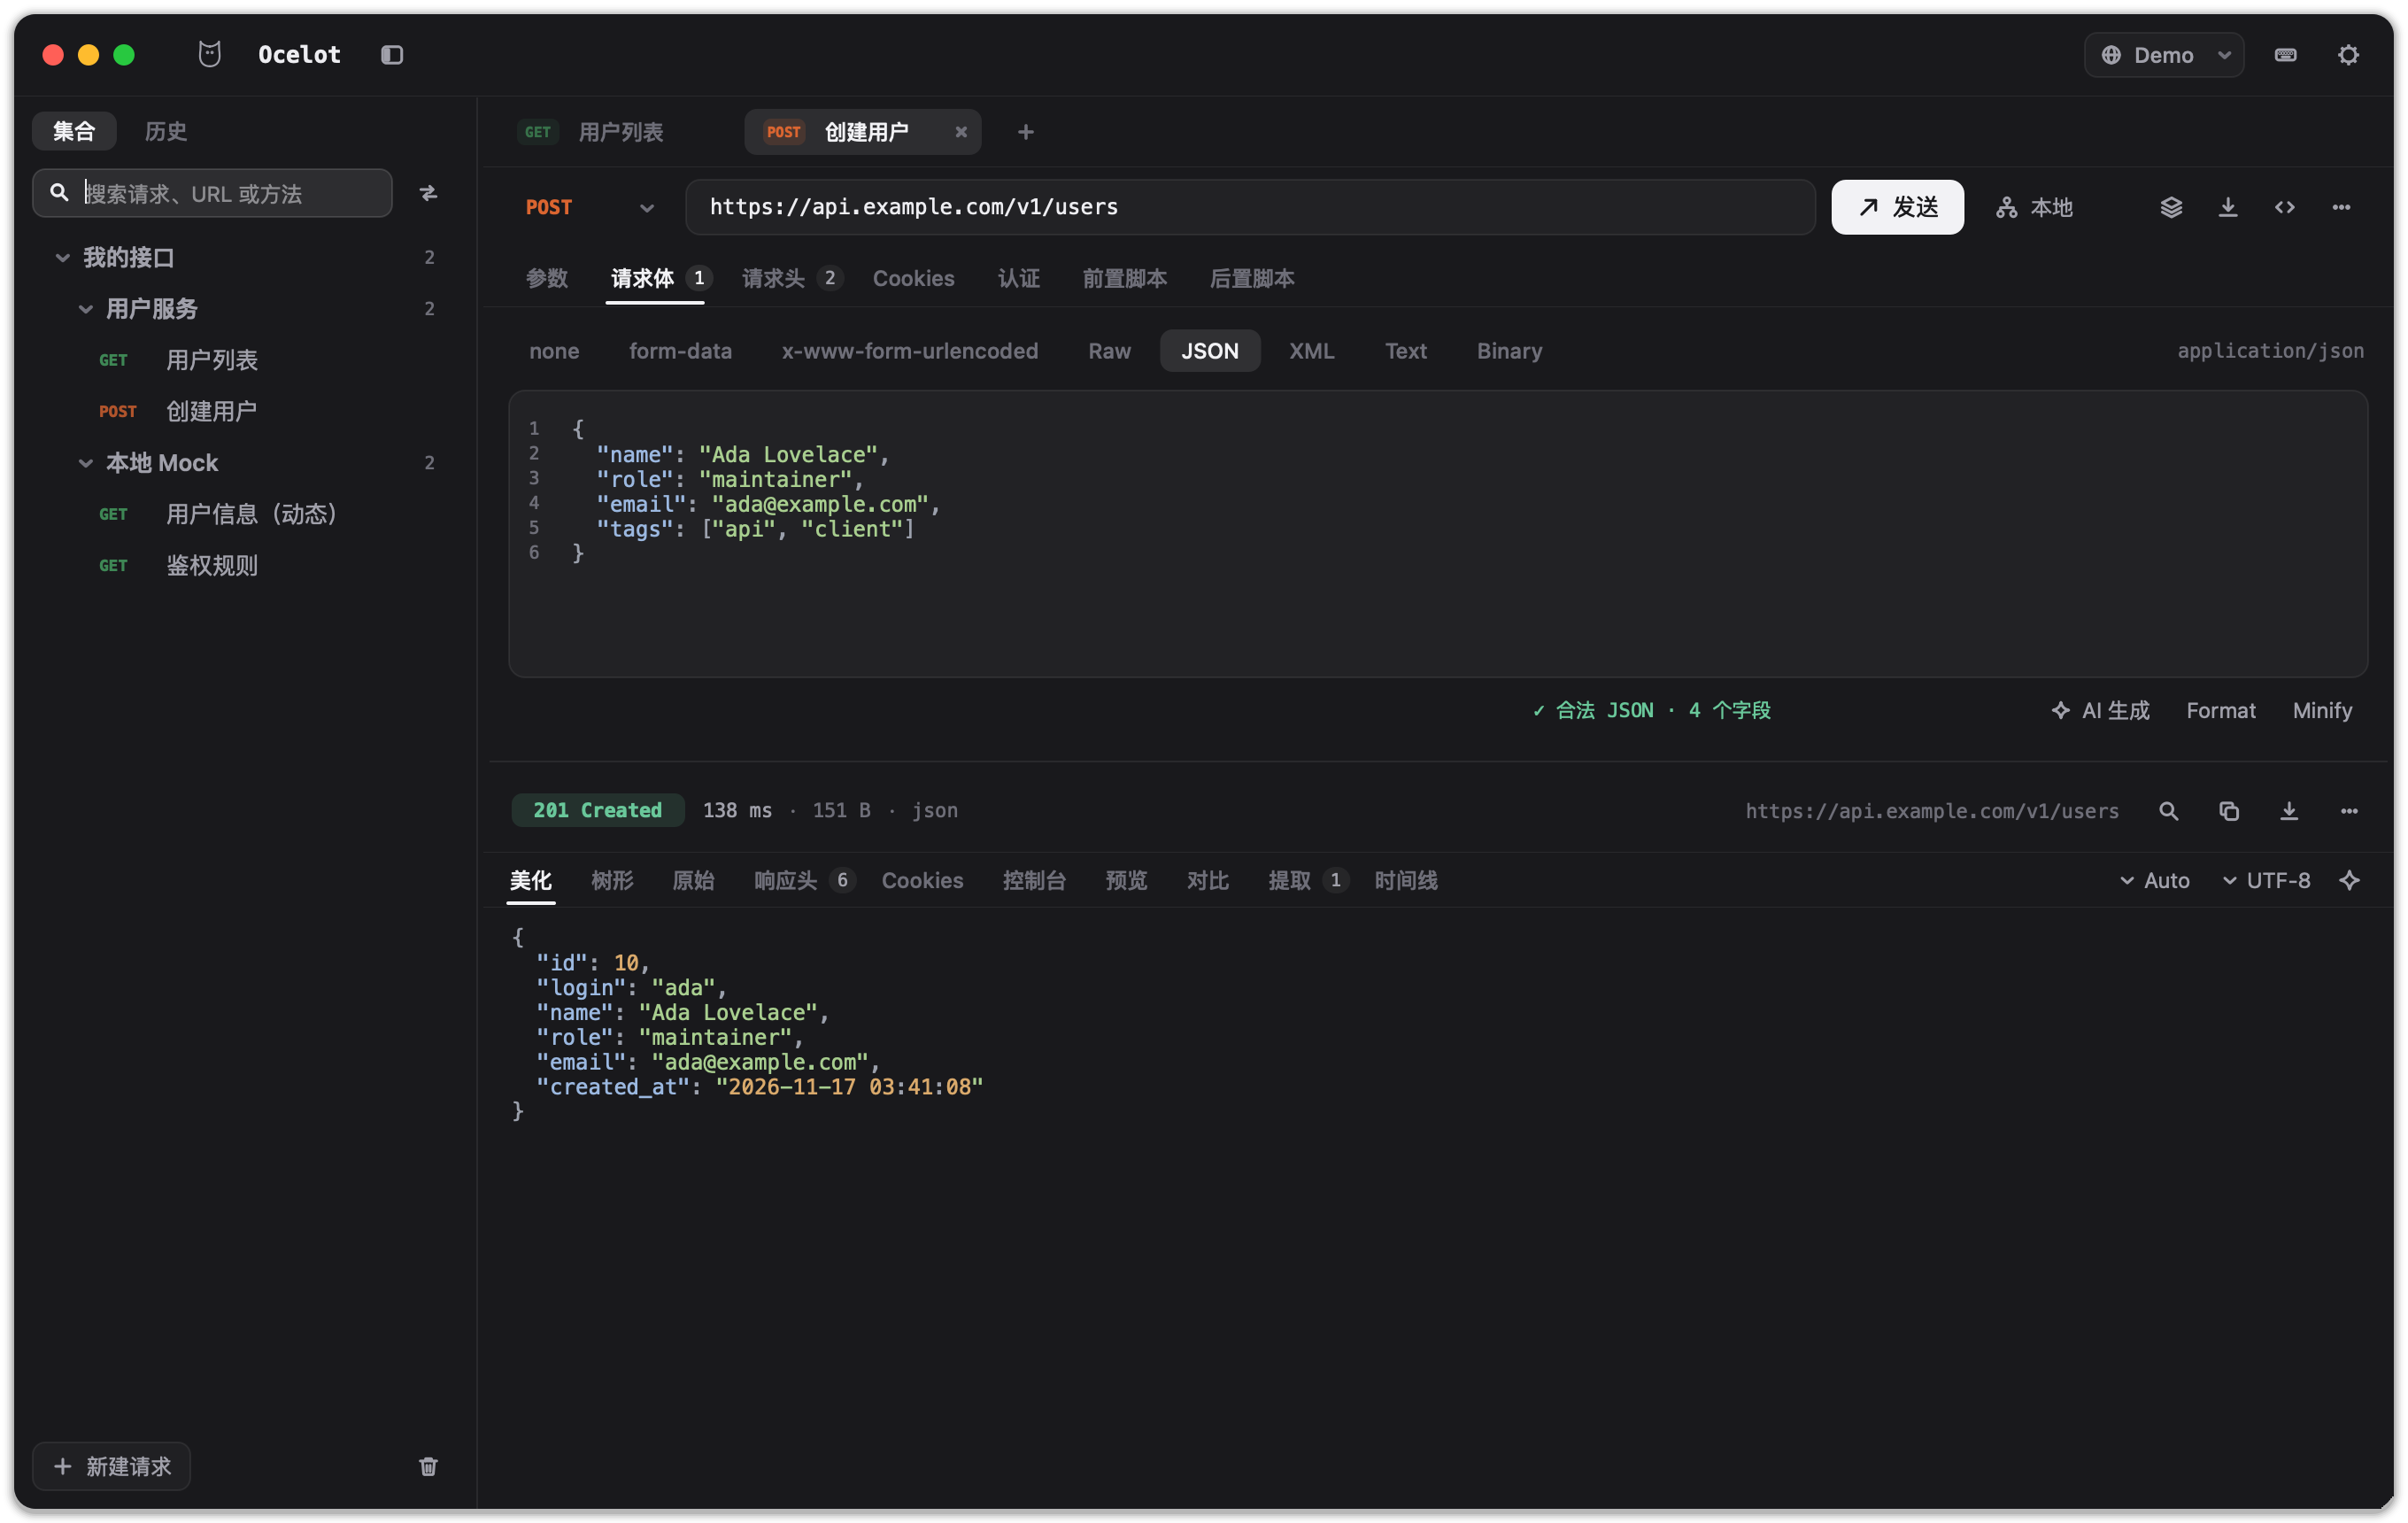 Ocelot
Demo
集合 历史
搜索请求、URL 或方法
我的接口 2
用户服务 2
GET 用户列表
POST 创建用户
本地 Mock 2
GET 用户信息（动态）
GET 鉴权规则
新建请求
GET 用户列表 POST 创建用户
POST https://api.example.com/v1/users 发送 本地
参数 请求体 1 请求头 2 Cookies 认证 前置脚本 后置脚本
none form-data x-www-form-urlencoded Raw JSON XML Text Binary application/json
1 {
2 "name": "Ada Lovelace",
3 "role": "maintainer",
4 "email": "ada@example.com",
5 "tags": ["api", "client"]
6 }
✓ 合法 JSON · 4 个字段 AI 生成 Format Minify
201 Created 138 ms · 151 B · json https://api.example.com/v1/users
美化 树形 原始 响应头 6 Cookies 控制台 预览 对比 提取 1 时间线 Auto UTF-8
{
"id": 10,
"login": "ada",
"name": "Ada Lovelace",
"role": "maintainer",
"email": "ada@example.com",
"created_at": "2026-11-17 03:41:08"
}